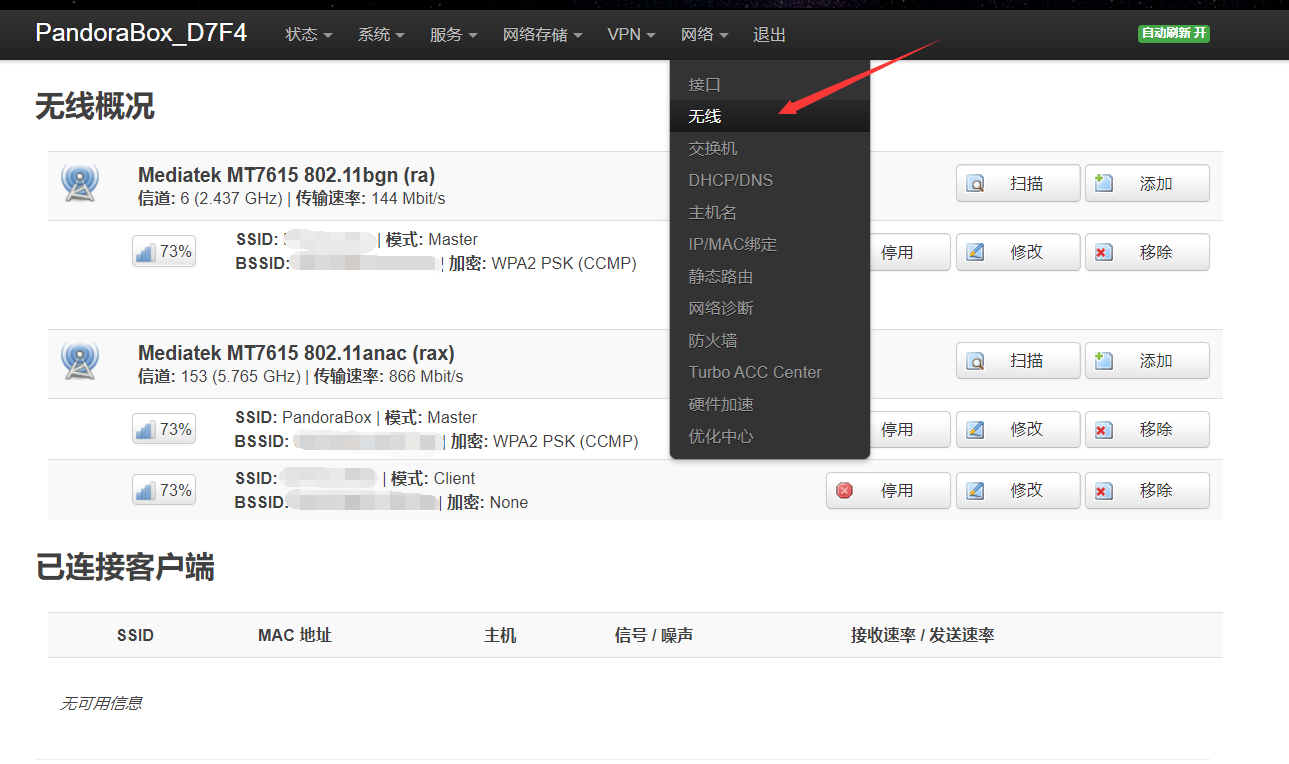 PandoraBox_D7F4 状态 系统 服务 网络存储 VPN 网络 退出 自动刷新 开
接口
无线
交换机
DHCP/DNS
主机名
IP/MAC绑定
静态路由
网络诊断
防火墙
Turbo ACC Center
硬件加速
优化中心
无线概况
Mediatek MT7615 802.11bgn (ra)
信道: 6 (2.437 GHz) | 传输速率: 144 Mbit/s
扫描 添加
73%
SSID: | 模式: Master
BSSID: | 加密: WPA2 PSK (CCMP)
停用 修改 移除
Mediatek MT7615 802.11anac (rax)
信道: 153 (5.765 GHz) | 传输速率: 866 Mbit/s
扫描 添加
73%
SSID: PandoraBox | 模式: Master
BSSID: | 加密: WPA2 PSK (CCMP)
停用 修改 移除
73%
SSID: | 模式: Client
BSSID: | 加密: None
停用 修改 移除
已连接客户端
SSID MAC 地址 主机 信号 / 噪声 接收速率 / 发送速率
无可用信息